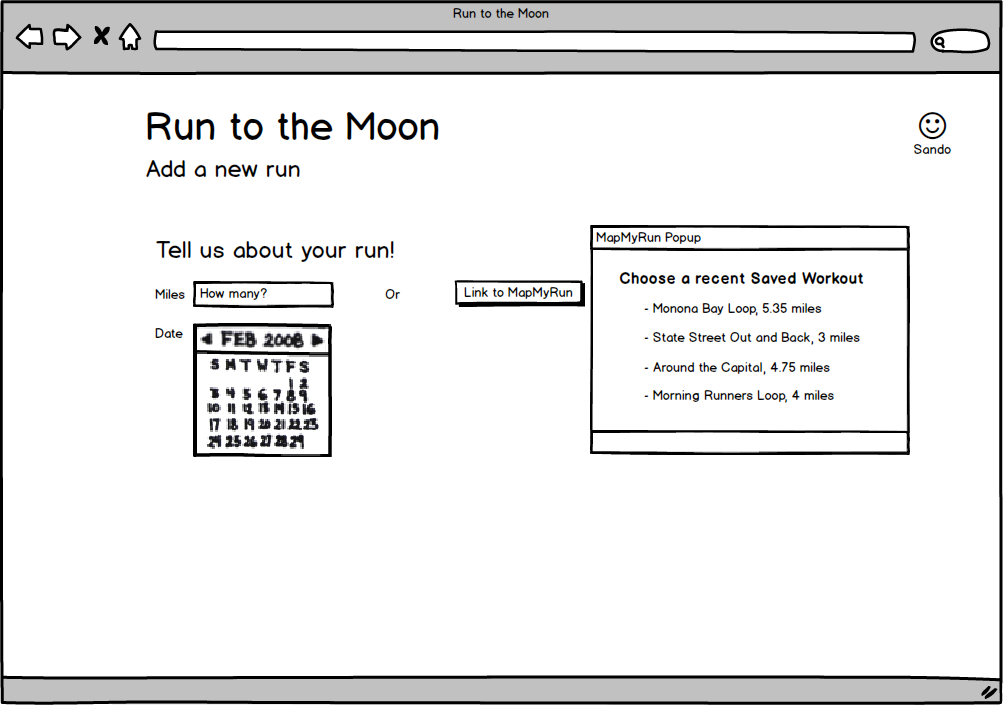 Run to the Moon
Run to the Moon
Sando
Add a new run
Tell us about your run!
Miles
How many?
Or
Link to MapMyRun
Date
FEB 2008
S M T W T F S
1 2
3 4 5 6 7 8 9
10 11 12 13 14 15 16
17 18 19 20 21 22 23
24 25 26 27 28 29
MapMyRun Popup
Choose a recent Saved Workout
- Monona Bay Loop, 5.35 miles
- State Street Out and Back, 3 miles
- Around the Capital, 4.75 miles
- Morning Runners Loop, 4 miles